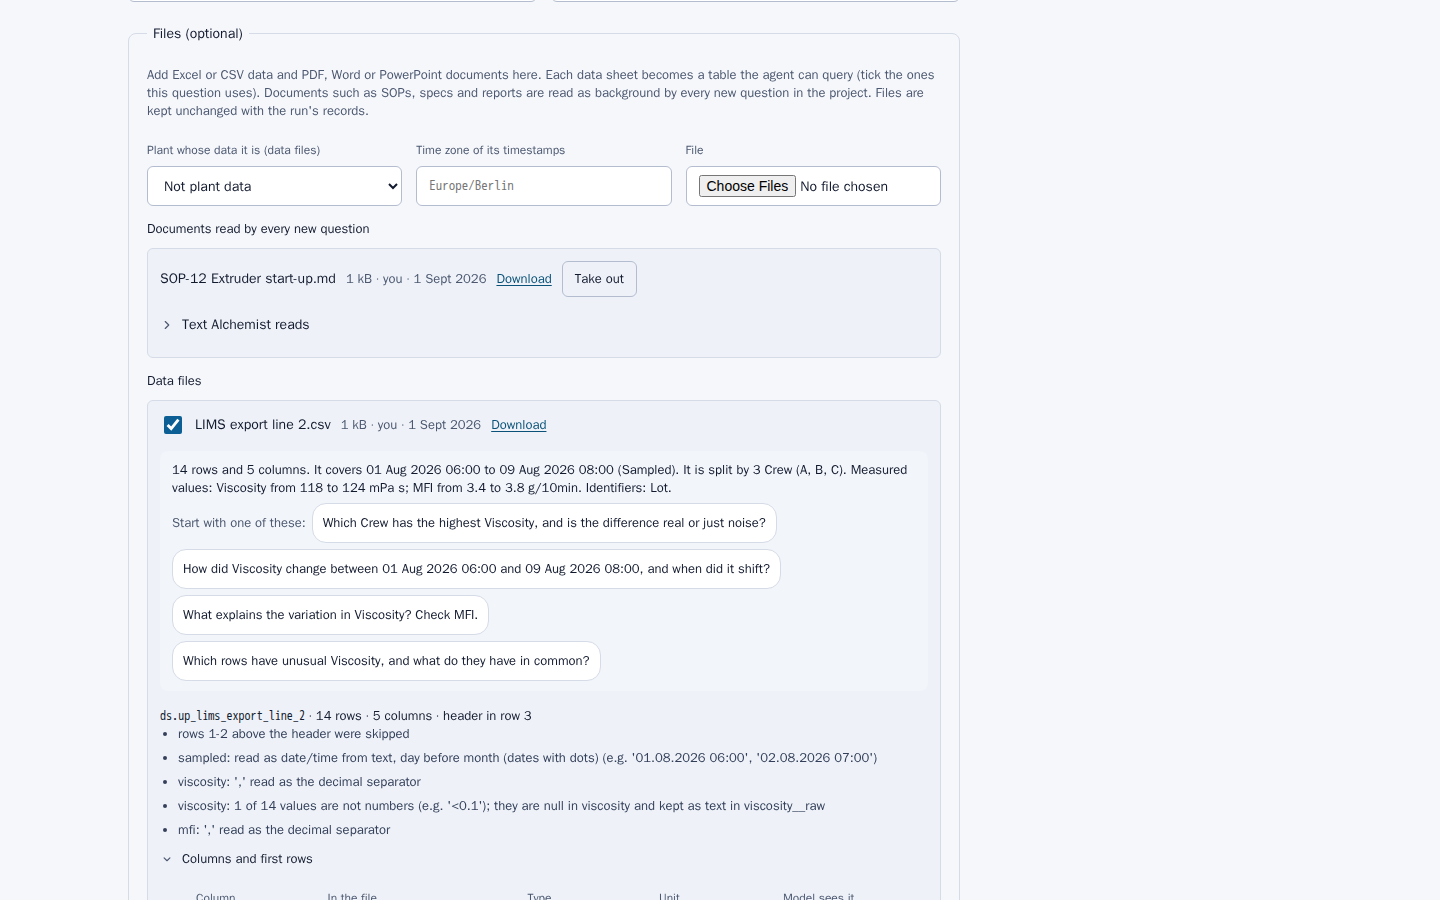 Files (optional)
Add Excel or CSV data and PDF, Word or PowerPoint documents here. Each data sheet becomes a table the agent can query (tick the ones
this question uses). Documents such as SOPs, specs and reports are read as background by every new question in the project. Files are
kept unchanged with the run's records.
Plant whose data it is (data files)
Time zone of its timestamps
File
Not plant data
Europe/Berlin
Choose Files No file chosen
Documents read by every new question
SOP-12 Extruder start-up.md 1 kB · you · 1 Sept 2026 Download Take out
Text Alchemist reads
Data files
LIMS export line 2.csv 1 kB · you · 1 Sept 2026 Download
14 rows and 5 columns. It covers 01 Aug 2026 06:00 to 09 Aug 2026 08:00 (Sampled). It is split by 3 Crew (A, B, C). Measured
values: Viscosity from 118 to 124 mPa s; MFI from 3.4 to 3.8 g/10min. Identifiers: Lot.
Start with one of these: Which Crew has the highest Viscosity, and is the difference real or just noise?
How did Viscosity change between 01 Aug 2026 06:00 and 09 Aug 2026 08:00, and when did it shift?
What explains the variation in Viscosity? Check MFI.
Which rows have unusual Viscosity, and what do they have in common?
ds.up_lims_export_line_2 · 14 rows · 5 columns · header in row 3
• rows 1-2 above the header were skipped
• sampled: read as date/time from text, day before month (dates with dots) (e.g. '01.08.2026 06:00', '02.08.2026 07:00')
• viscosity: ',' read as the decimal separator
• viscosity: 1 of 14 values are not numbers (e.g. '<0.1'); they are null in viscosity and kept as text in viscosity__raw
• mfi: ',' read as the decimal separator
Columns and first rows
Column In the file Type Unit Model sees it